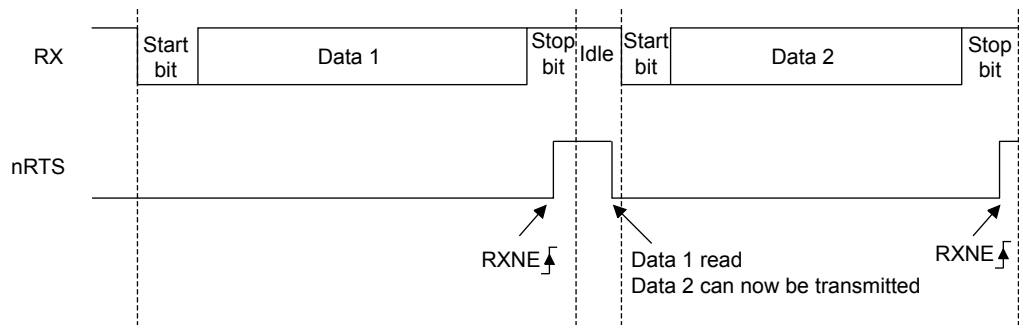 RX
Start
bit
Data 1
Stop
bit
Idle
Start
bit
Data 2
Stop
bit
nRTS
RXNE
Data 1 read
Data 2 can now be transmitted
RXNE